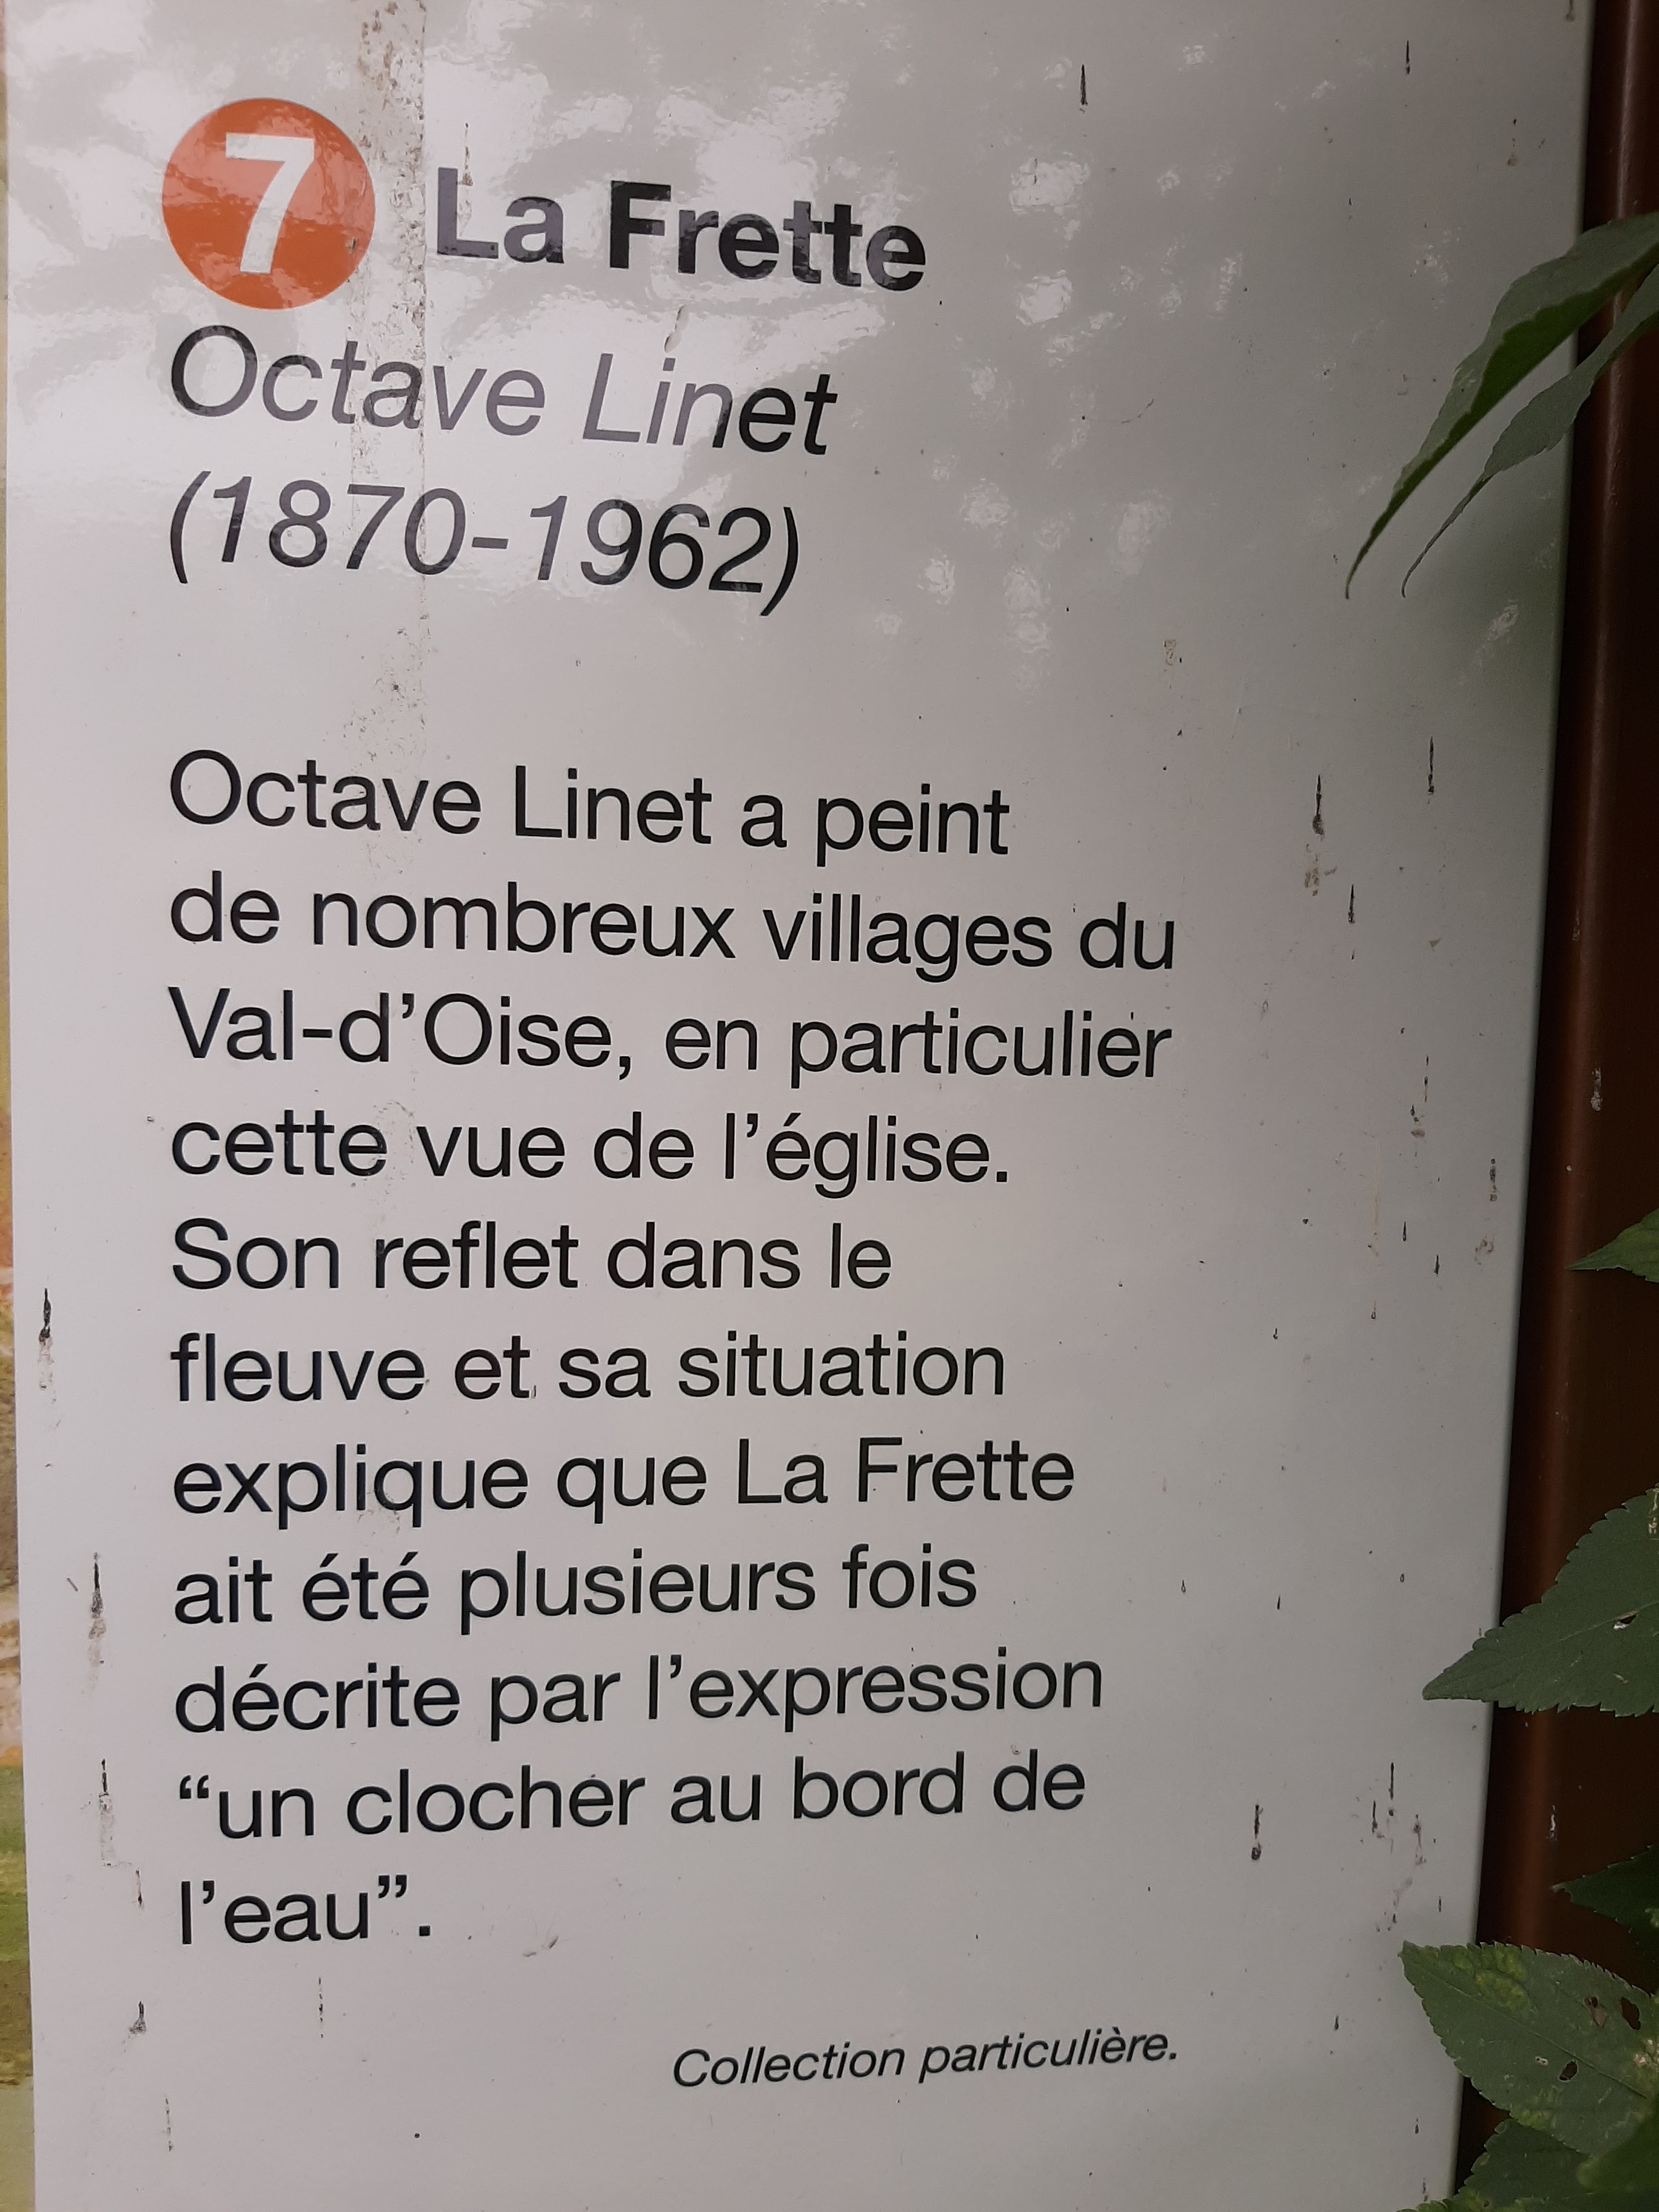 7 La Frette
Octave Linet
(1870-1962)
Octave Linet a peint
de nombreux villages du
Val-d’Oise, en particulier
cette vue de l’église.
Son reflet dans le
fleuve et sa situation
explique que La Frette
ait été plusieurs fois
décrite par l’expression
“un clocher au bord de
l’eau”.
Collection particulière.